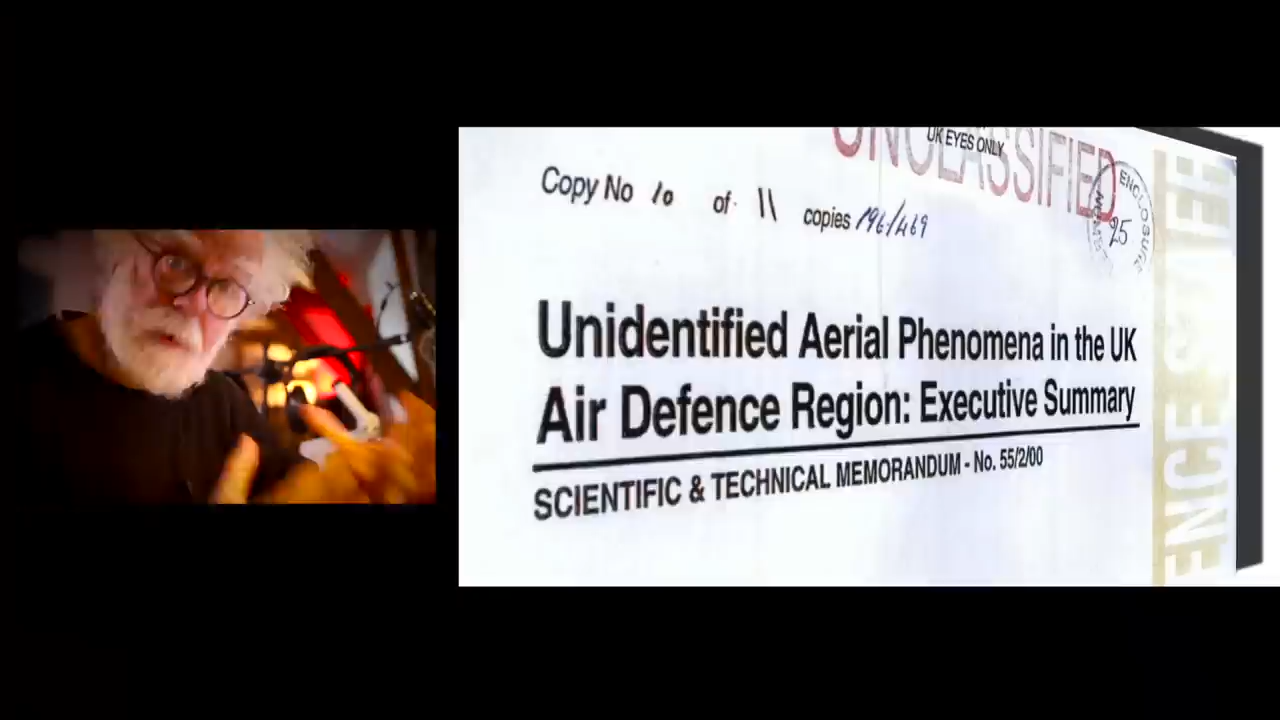 UNCLASSIFIED
UK EYES ONLY
Copy No 10 of 11 copies 196/469
ENCLOSURE
25
Unidentified Aerial Phenomena in the UK
Air Defence Region: Executive Summary
SCIENTIFIC & TECHNICAL MEMORANDUM - No. 55/2/00